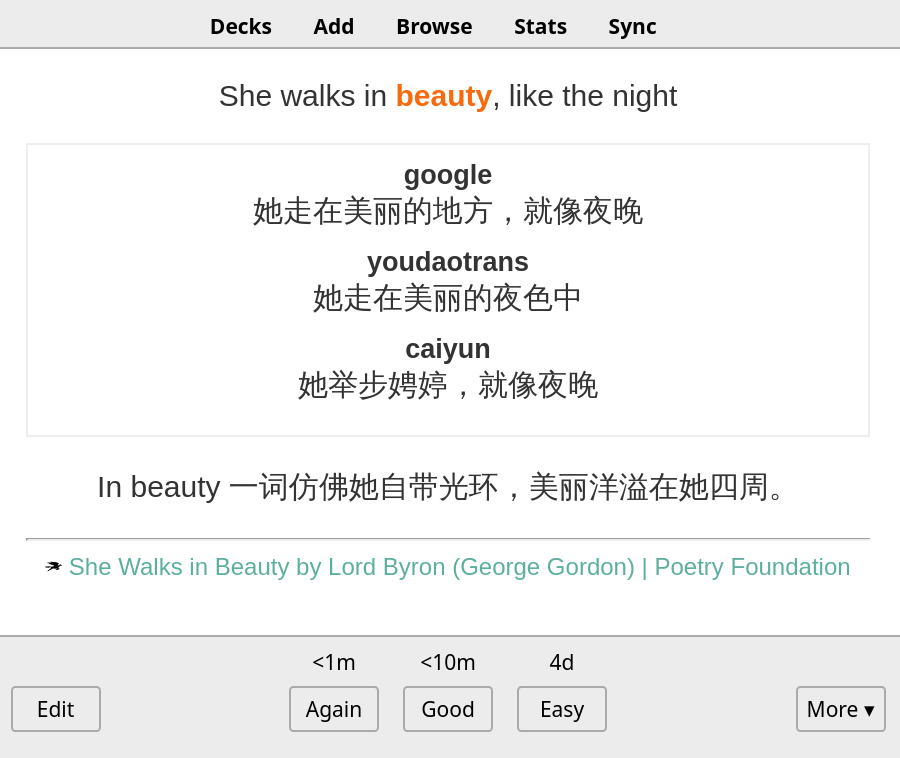 Decks Add Browse Stats Sync
She walks in beauty, like the night
google
她走在美丽的地方，就像夜晚
youdaotrans
她走在美丽的夜色中
caiyun
她举步娉婷，就像夜晚
In beauty 一词仿佛她自带光环，美丽洋溢在她四周。
She Walks in Beauty by Lord Byron (George Gordon) | Poetry Foundation
<1m <10m 4d
Edit Again Good Easy More ▾